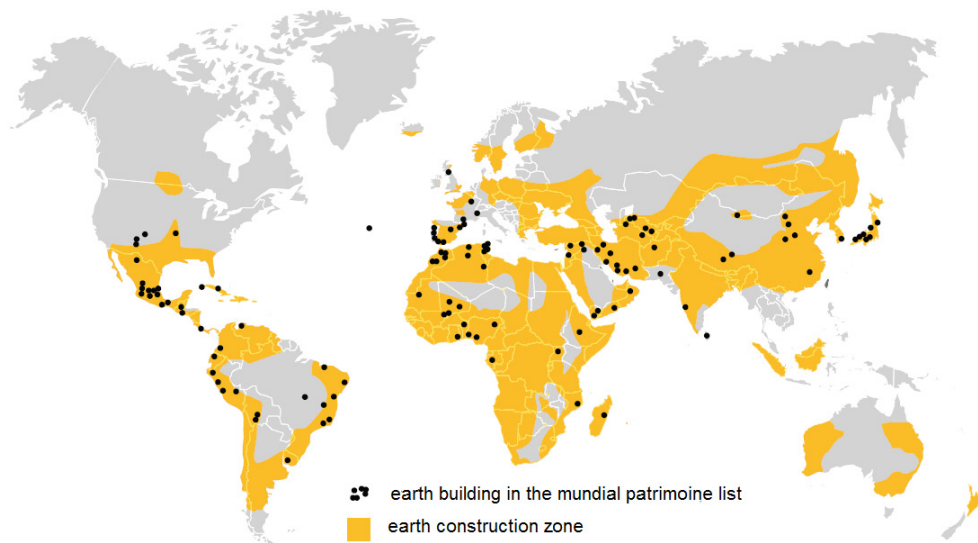 earth building in the mundial patrimoine list
earth construction zone